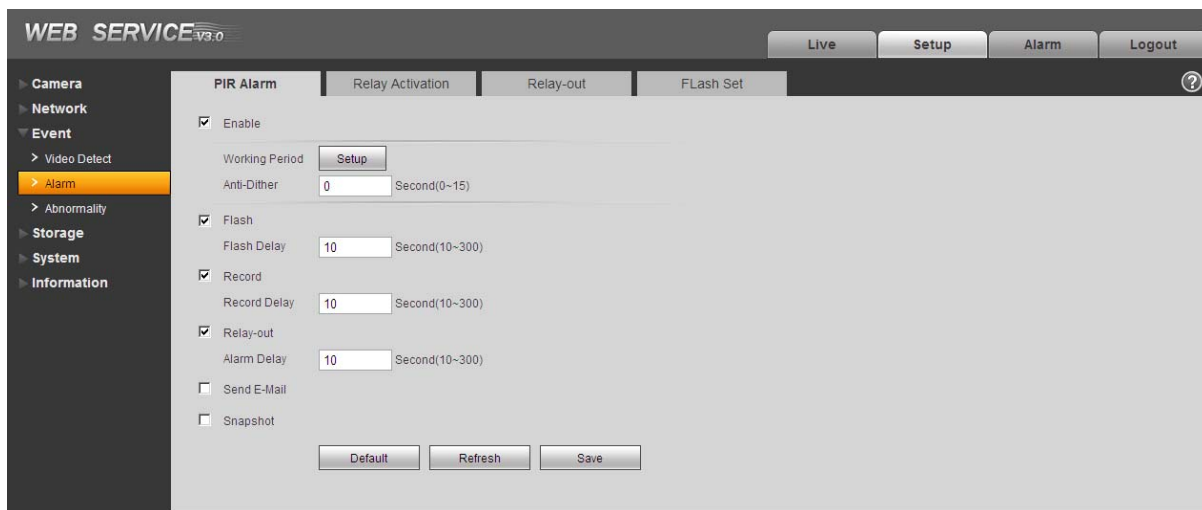 WEB SERVICE V3.0
Live Setup Alarm Logout
Camera
Network
Event
> Video Detect
> Alarm
> Abnormality
Storage
System
Information
PIR Alarm Relay Activation Relay-out FLash Set
?
Enable
Working Period Setup
Anti-Dither 0 Second(0~15)
Flash
Flash Delay 10 Second(10~300)
Record
Record Delay 10 Second(10~300)
Relay-out
Alarm Delay 10 Second(10~300)
Send E-Mail
Snapshot
Default Refresh Save